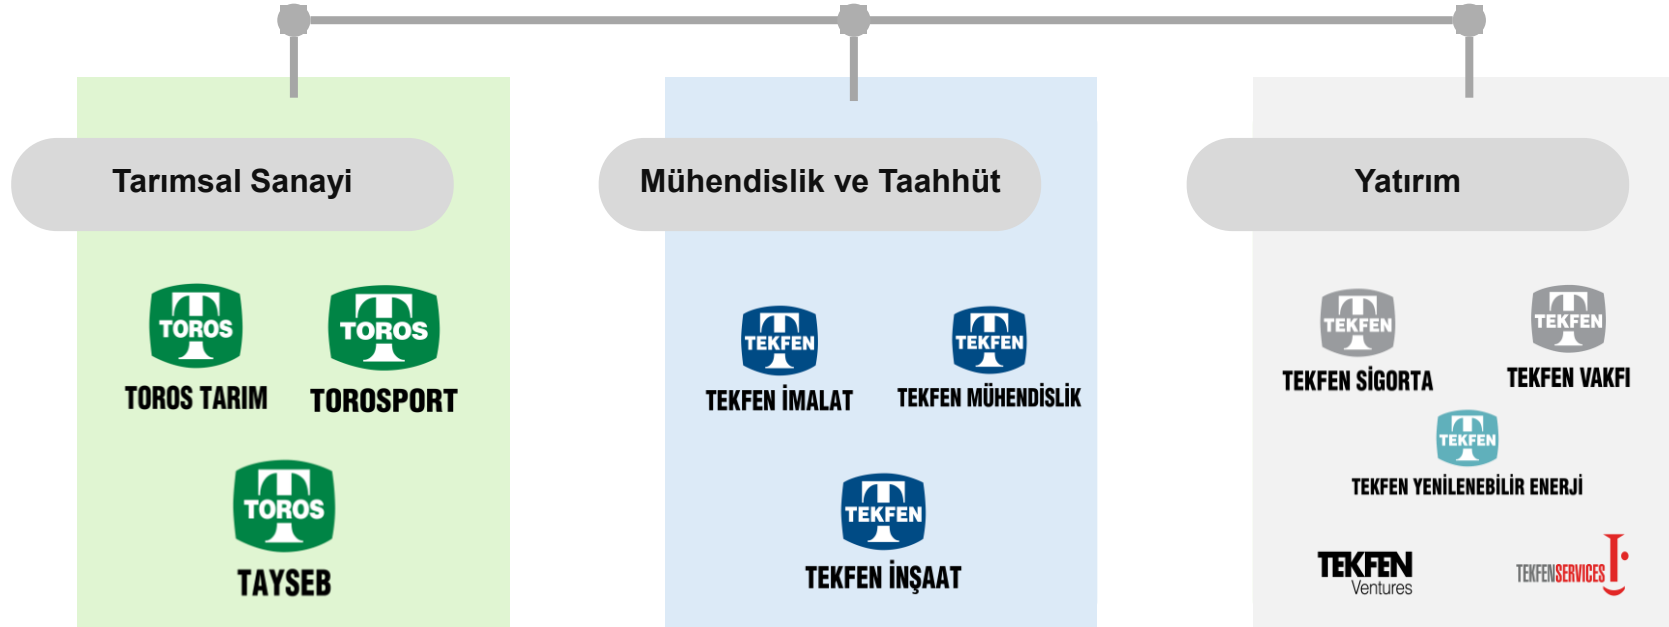 Tarımsal Sanayi
TOROS
TOROS TARIM
TOROS
TOROSPORT
TOROS
TAYSEB
Mühendislik ve Taahhüt
TEKFEN
TEKFEN İMALAT
TEKFEN
TEKFEN MÜHENDİSLİK
TEKFEN
TEKFEN İNŞAAT
Yatırım
TEKFEN
TEKFEN SİGORTA
TEKFEN
TEKFEN VAKFI
TEKFEN
TEKFEN YENİLENEBİLİR ENERJİ
TEKFEN
Ventures
TEKFENSERVICES